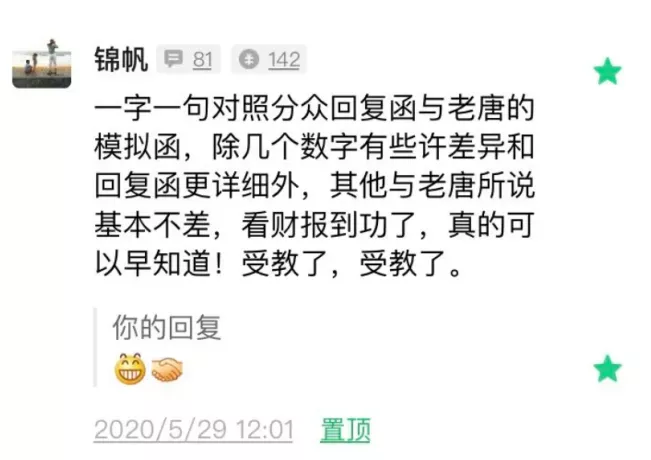 锦帆 81 142
一字一句对照分众回复函与老唐的
模拟函，除几个数字有些许差异和
回复函更详细外，其他与老唐所说
基本不差，看财报到功了，真的可
以早知道！受教了，受教了。
你的回复
😁🤝
2020/5/29 12:01 置顶